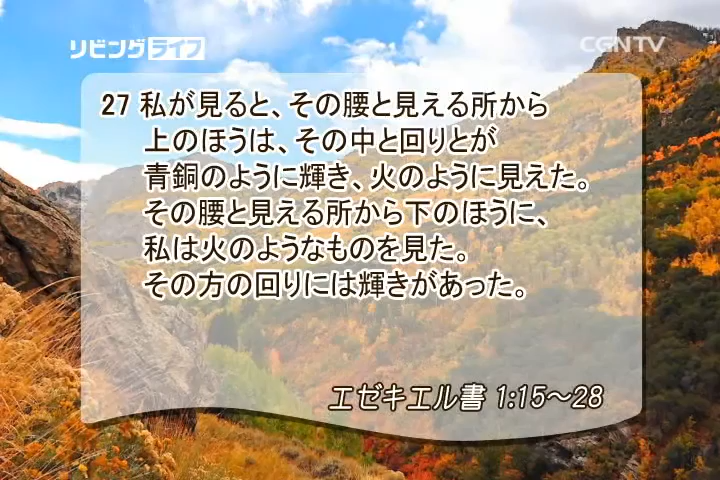 リビングライフ
CGNTV
27 私が見ると、その腰と見える所から
上のほうは、その中と回りとが
青銅のように輝き、火のように見えた。
その腰と見える所から下のほうに、
私は火のようなものを見た。
その方の回りには輝きがあった。
エゼキエル書 1:15〜28